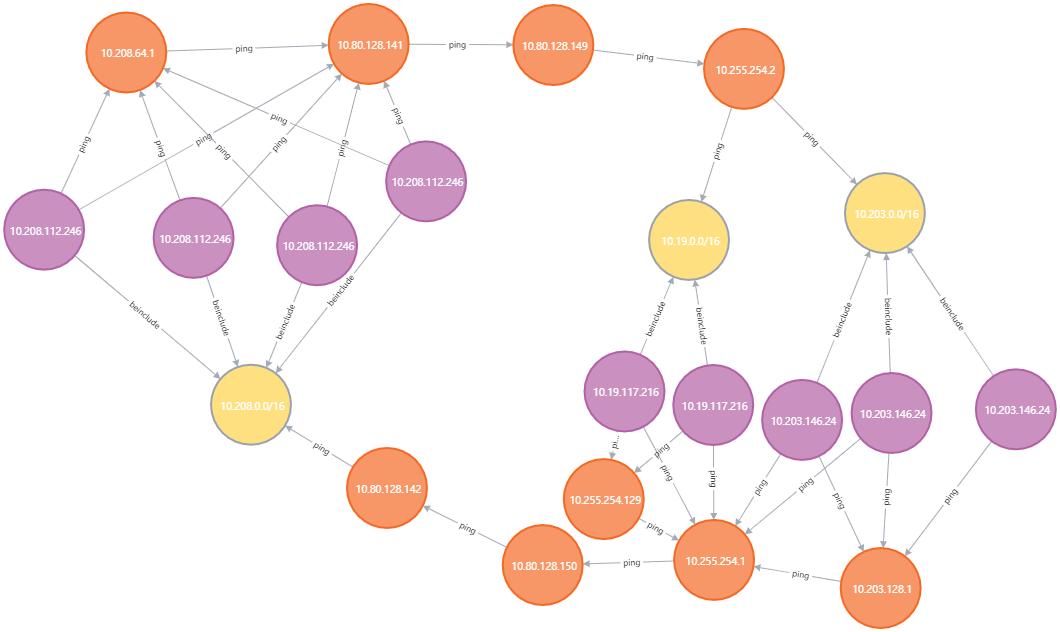 10.208.64.1
ping
10.80.128.141
ping
10.80.128.149
ping
10.255.254.2
ping
ping
ping
ping
ping
ping
ping
ping
ping
ping
10.208.112.246
10.208.112.246
10.208.112.246
10.208.112.246
10.19.0.0/16
10.203.0.0/16
beinclude
beinclude
beinclude
beinclude
beinclude
beinclude
beinclude
beinclude
beinclude
10.208.0.0/16
10.19.117.216
10.19.117.216
10.203.146.24
10.203.146.24
10.203.146.24
pi...
ping
ping
ping
ping
ping
ping
ping
ping
ping
10.80.128.142
10.255.254.129
ping
ping
10.80.128.150
ping
10.255.254.1
ping
10.203.128.1